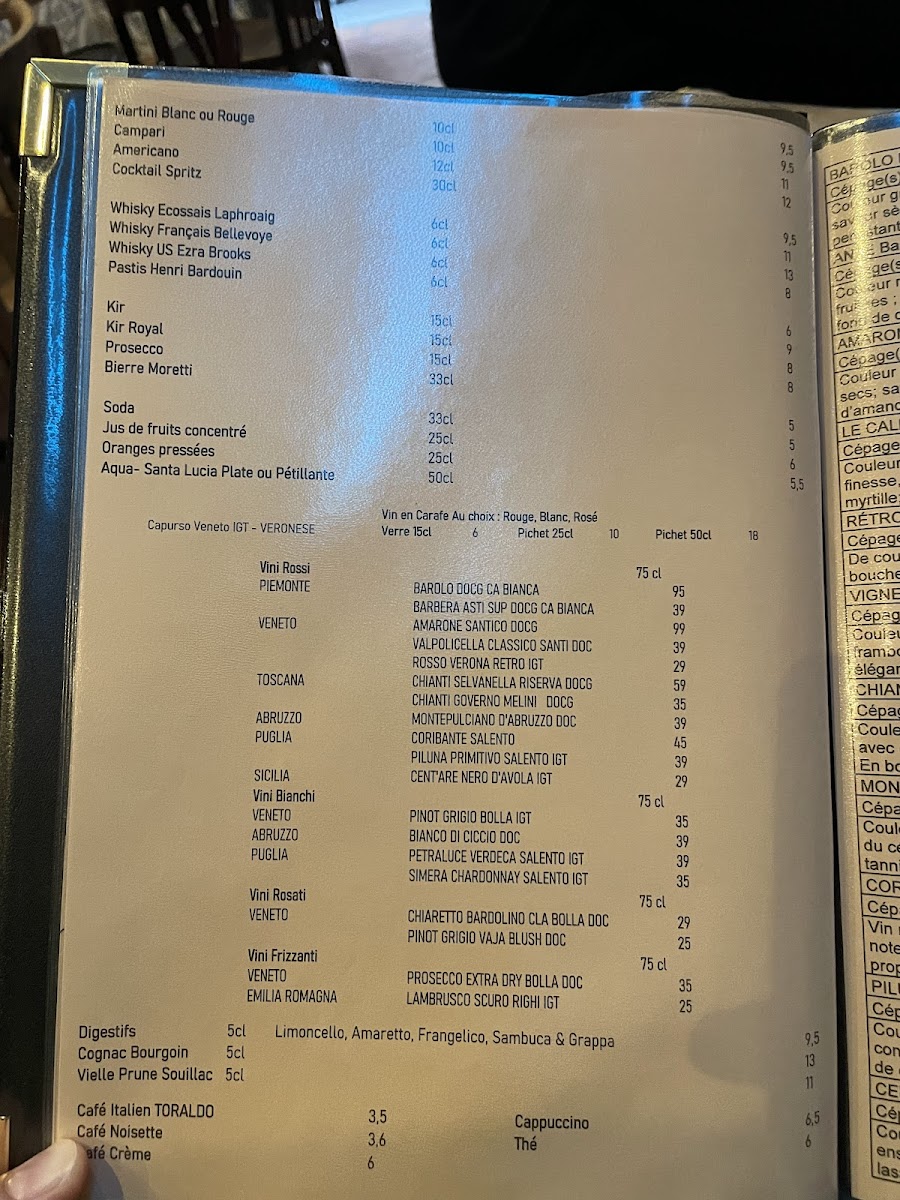 Martini Blanc ou Rouge 10cl 9,5
Campari 10cl 9,5
Americano 12cl 11
Cocktail Spritz 30cl 12
Whisky Ecossais Laphroaig 6cl 9,5
Whisky Français Bellevoye 6cl 11
Whisky US Ezra Brooks 6cl 13
Pastis Henri Bardouin 6cl 8
Kir 15cl 6
Kir Royal 15cl 9
Prosecco 15cl 8
Bierre Moretti 33cl 8
Soda 33cl 5
Jus de fruits concentré 25cl 5
Oranges pressées 25cl 6
Aqua- Santa Lucia Plate ou Pétillante 50cl 5,5
Vin en Carafe Au choix : Rouge, Blanc, Rosé
Capurso Veneto IGT - VERONESE Verre 15cl 6 Pichet 25cl 10 Pichet 50cl 18
Vini Rossi 75 cl
PIEMONTE BAROLO DOCG CA BIANCA 95
BARBERA ASTI SUP DOCG CA BIANCA 39
VENETO AMARONE SANTICO DOCG 99
VALPOLICELLA CLASSICO SANTI DOC 39
ROSSO VERONA RETRO IGT 29
TOSCANA CHIANTI SELVANELLA RISERVA DOCG 59
CHIANTI GOVERNO MELINI DOCG 35
ABRUZZO MONTEPULCIANO D'ABRUZZO DOC 39
PUGLIA CORIBANTE SALENTO 45
PILUNA PRIMITIVO SALENTO IGT 39
SICILIA CENT'ARE NERO D'AVOLA IGT 29
Vini Bianchi 75 cl
VENETO PINOT GRIGIO BOLLA IGT 35
ABRUZZO BIANCO DI CICCIO DOC 39
PUGLIA PETRALUCE VERDECA SALENTO IGT 39
SIMERA CHARDONNAY SALENTO IGT 35
Vini Rosati 75 cl
VENETO CHIARETTO BARDOLINO CLA BOLLA DOC 29
PINOT GRIGIO VAJA BLUSH DOC 25
Vini Frizzanti 75 cl
VENETO PROSECCO EXTRA DRY BOLLA DOC 35
EMILIA ROMAGNA LAMBRUSCO SCURO RIGHI IGT 25
Digestifs 5cl Limoncello, Amaretto, Frangelico, Sambuca & Grappa 9,5
Cognac Bourgoin 5cl 13
Vielle Prune Souillac 5cl 11
Café Italien TORALDO 3,5 Cappuccino 6,5
Café Noisette 3,6 Thé 6
afé Crème 6